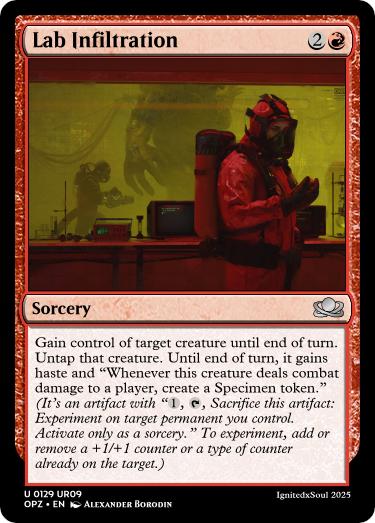 Lab Infiltration 2
Sorcery
Gain control of target creature until end of turn.
Untap that creature. Until end of turn, it gains
haste and “Whenever this creature deals combat
damage to a player, create a Specimen token.”
(It’s an artifact with “1, , Sacrifice this artifact:
Experiment on target permanent you control.
Activate only as a sorcery.” To experiment, add or
remove a +1/+1 counter or a type of counter
already on the target.)
U 0129 UR09
OPZ • EN Alexander Borodin
IgnitedxSoul 2025